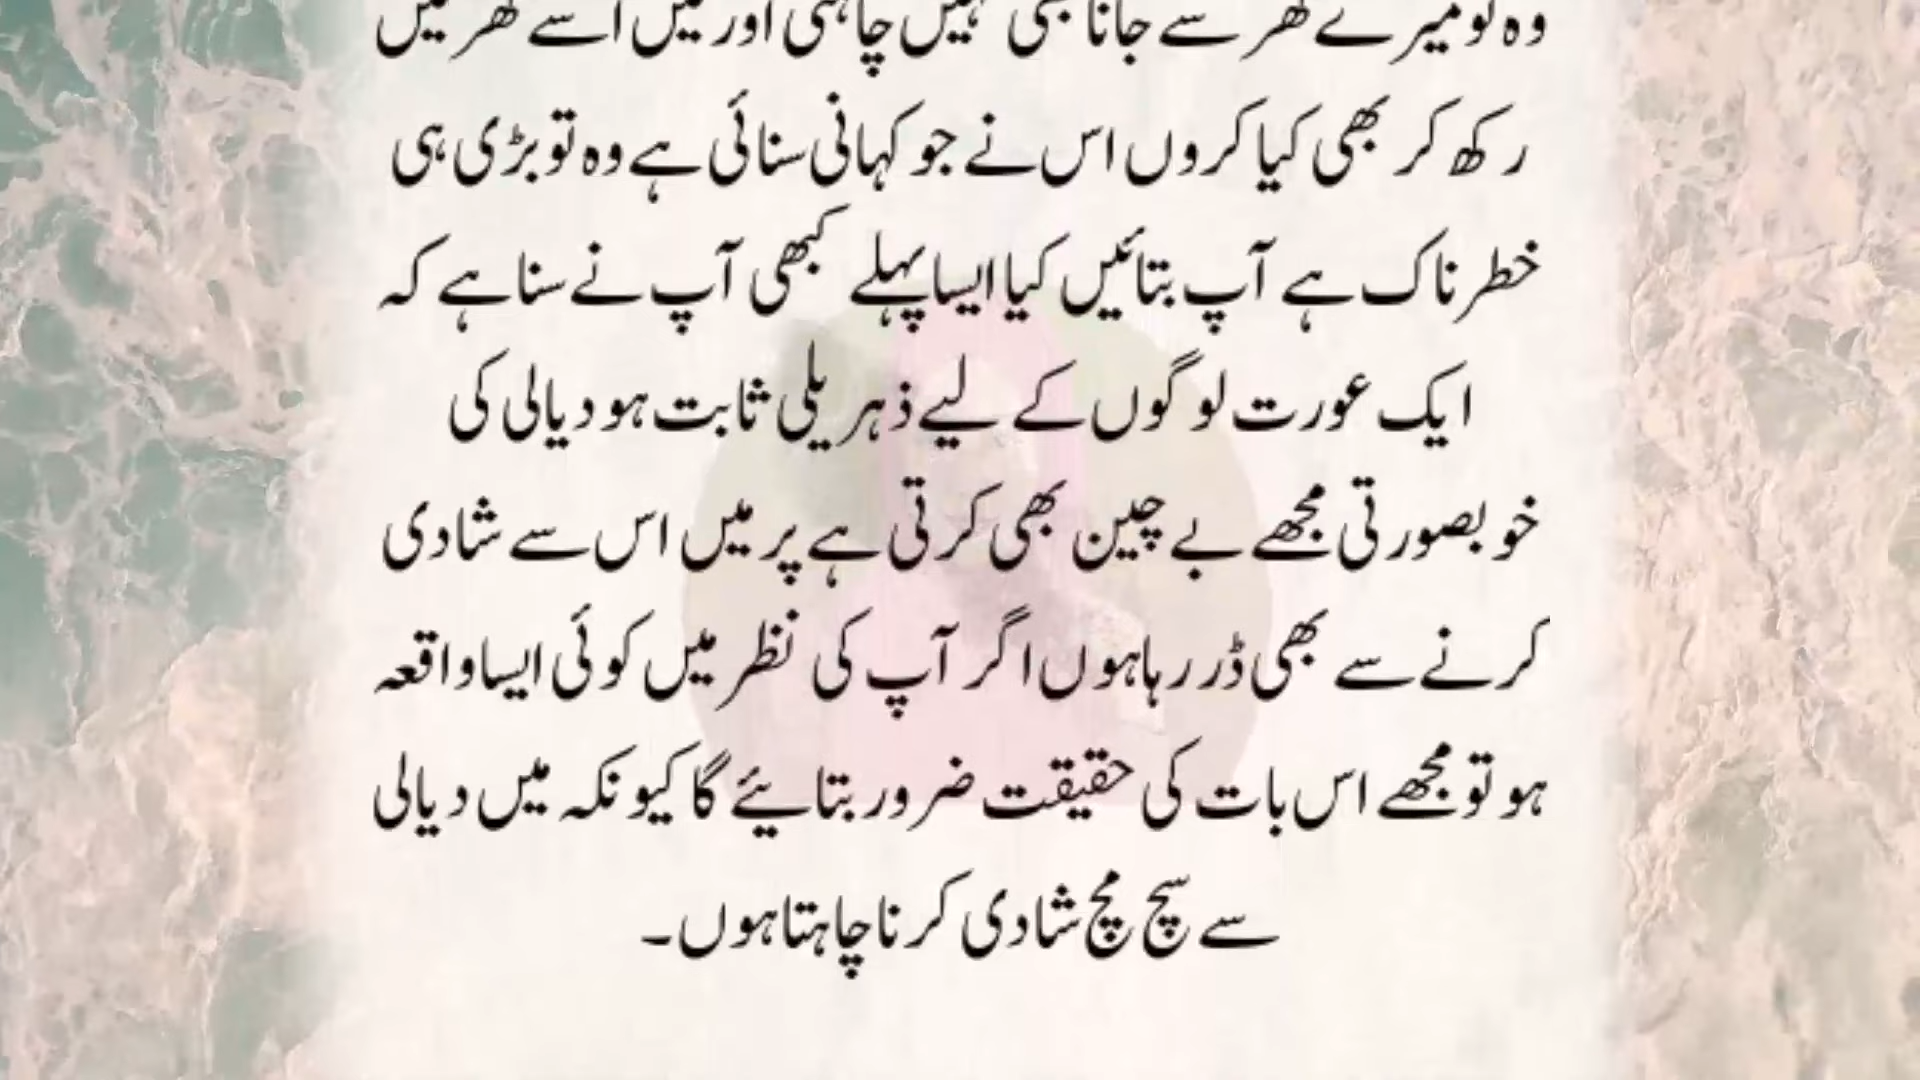 وہ تو میرے گھر سے جانا بھی نہیں چاہتی اور میں اسے گھر میں
رکھ کر بھی کیا کروں اس نے جو کہانی سنائی ہے وہ تو بڑی ہی
خطرناک ہے آپ بتائیں کیا ایسا پہلے کبھی آپ نے سنا ہے کہ
ایک عورت لوگوں کے لیے ذہریلی ثابت ہو دیالی کی
خوبصورتی مجھے بے چین بھی کرتی ہے پر میں اس سے شادی
کرنے سے بھی ڈر رہا ہوں اگر آپ کی نظر میں کوئی ایسا واقعہ
ہو تو مجھے اس بات کی حقیقت ضرور بتایئے گا کیونکہ میں دیالی
سے سچ مچ شادی کرنا چاہتا ہوں۔